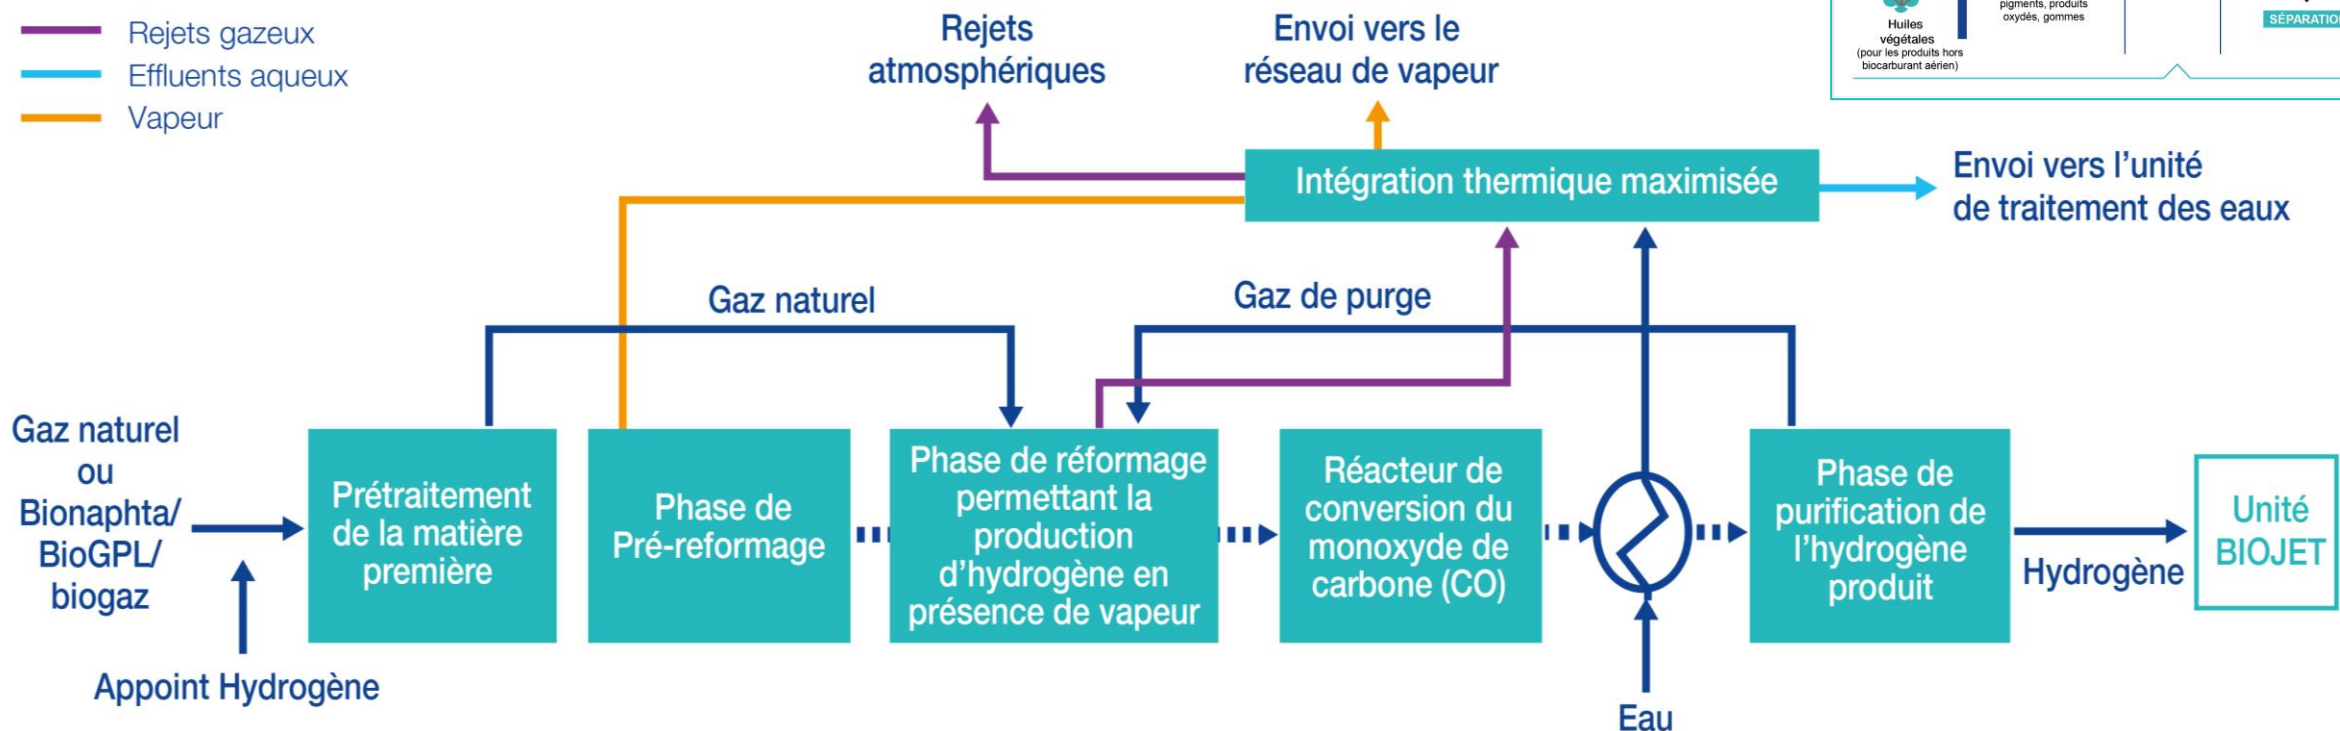 Rejets gazeux
Effluents aqueux
Vapeur
Rejets
atmosphériques
Envoi vers le
réseau de vapeur
Huiles
végétales
(pour les produits hors
biocarburant aérien)
pigments, produits
oxydés, gommes
SÉPARATION
Intégration thermique maximisée
Envoi vers l’unité
de traitement des eaux
Gaz naturel
Gaz de purge
Gaz naturel
ou
Bionaphta/
BioGPL/
biogaz
Appoint Hydrogène
Prétraitement
de la matière
première
Phase de
Pré-reformage
Phase de réformage
permettant la
production
d’hydrogène en
présence de vapeur
Réacteur de
conversion du
monoxyde de
carbone (CO)
Eau
Phase de
purification de
l’hydrogène
produit
Hydrogène
Unité
BIOJET